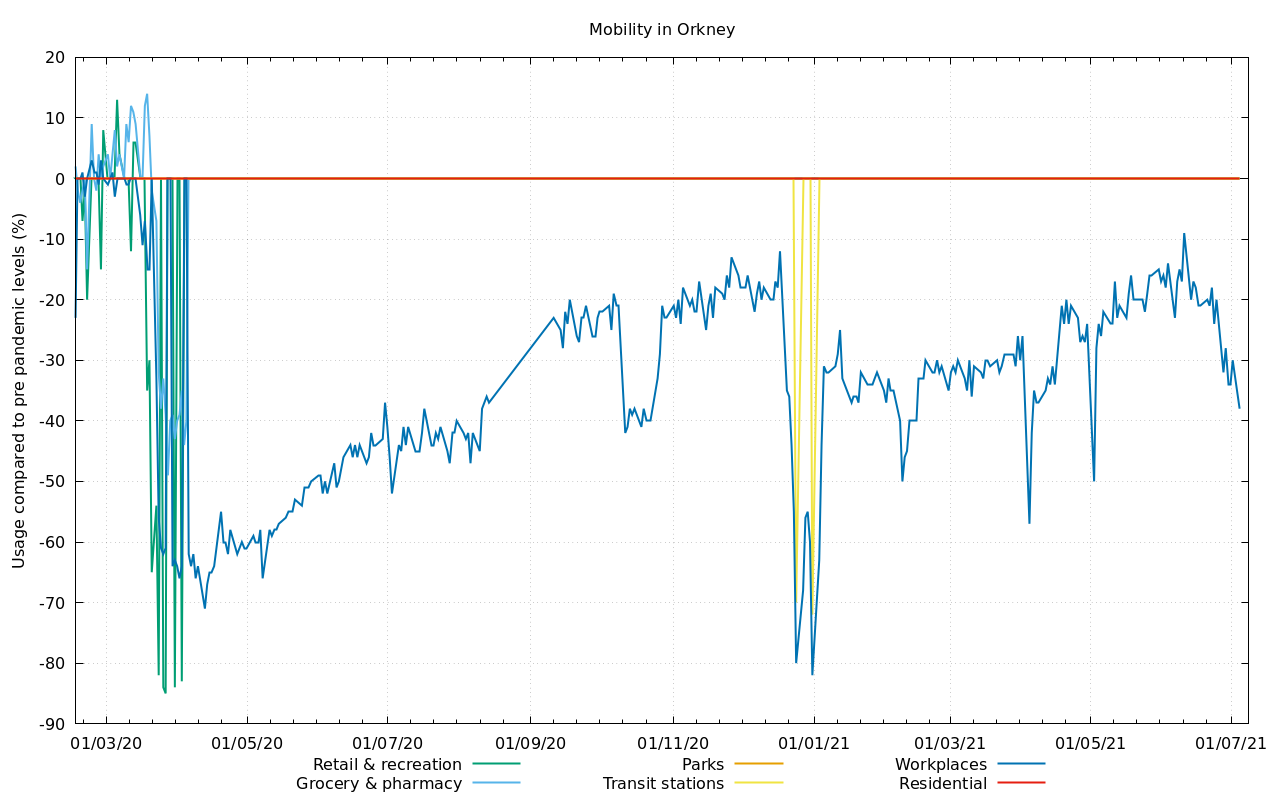 Mobility in Orkney
Usage compared to pre pandemic levels (%)
20
10
0
-10
-20
-30
-40
-50
-60
-70
-80
-90
01/03/20 01/05/20 01/07/20 01/09/20 01/11/20 01/01/21 01/03/21 01/05/21 01/07/21
Retail & recreation Parks Workplaces
Grocery & pharmacy Transit stations Residential